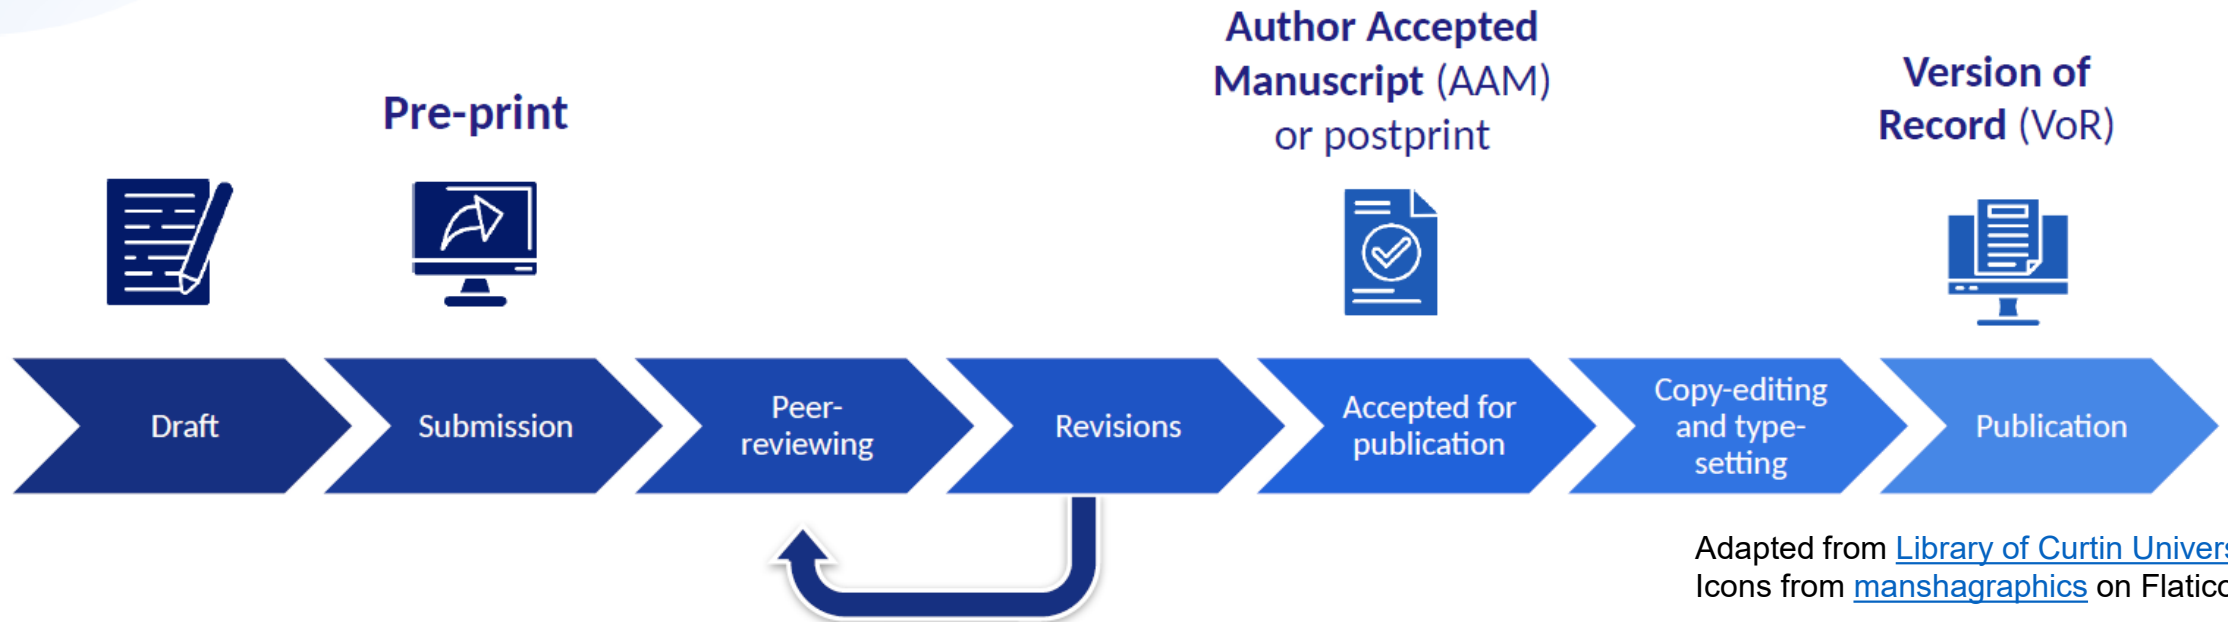 Pre-print
Author Accepted
Manuscript (AAM)
or postprint
Version of
Record (VoR)
Draft
Submission
Peer-
reviewing
Revisions
Accepted for
publication
Copy-editing
and type-
setting
Publication
Adapted from Library of Curtin
Icons from manshagraphics on